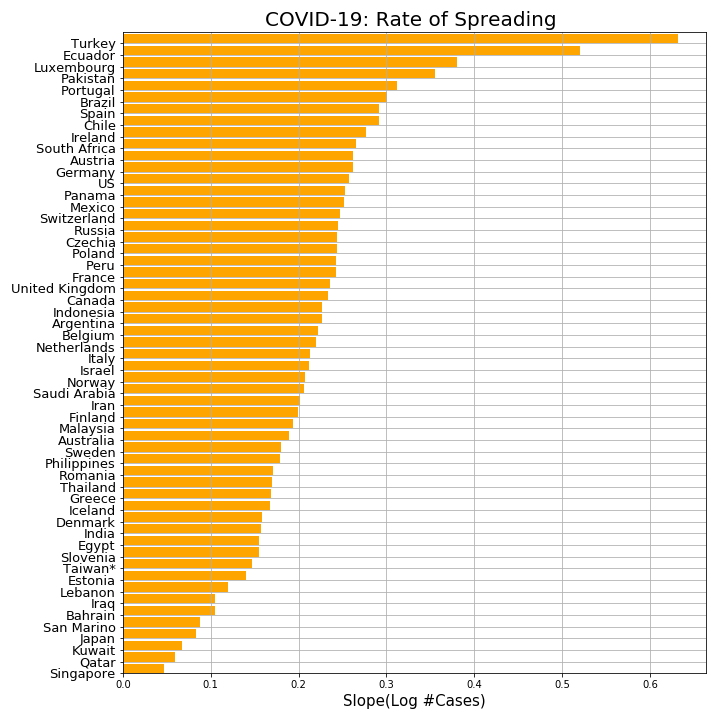 COVID-19: Rate of Spreading
Turkey
Ecuador
Luxembourg
Pakistan
Portugal
Brazil
Spain
Chile
Ireland
South Africa
Austria
Germany
US
Panama
Mexico
Switzerland
Russia
Czechia
Poland
Peru
France
United Kingdom
Canada
Indonesia
Argentina
Belgium
Netherlands
Italy
Israel
Norway
Saudi Arabia
Iran
Finland
Malaysia
Australia
Sweden
Philippines
Romania
Thailand
Greece
Iceland
Denmark
India
Egypt
Slovenia
Taiwan*
Estonia
Lebanon
Iraq
Bahrain
San Marino
Japan
Kuwait
Qatar
Singapore
0.0 0.1 0.2 0.3 0.4 0.5 0.6
Slope(Log #Cases)